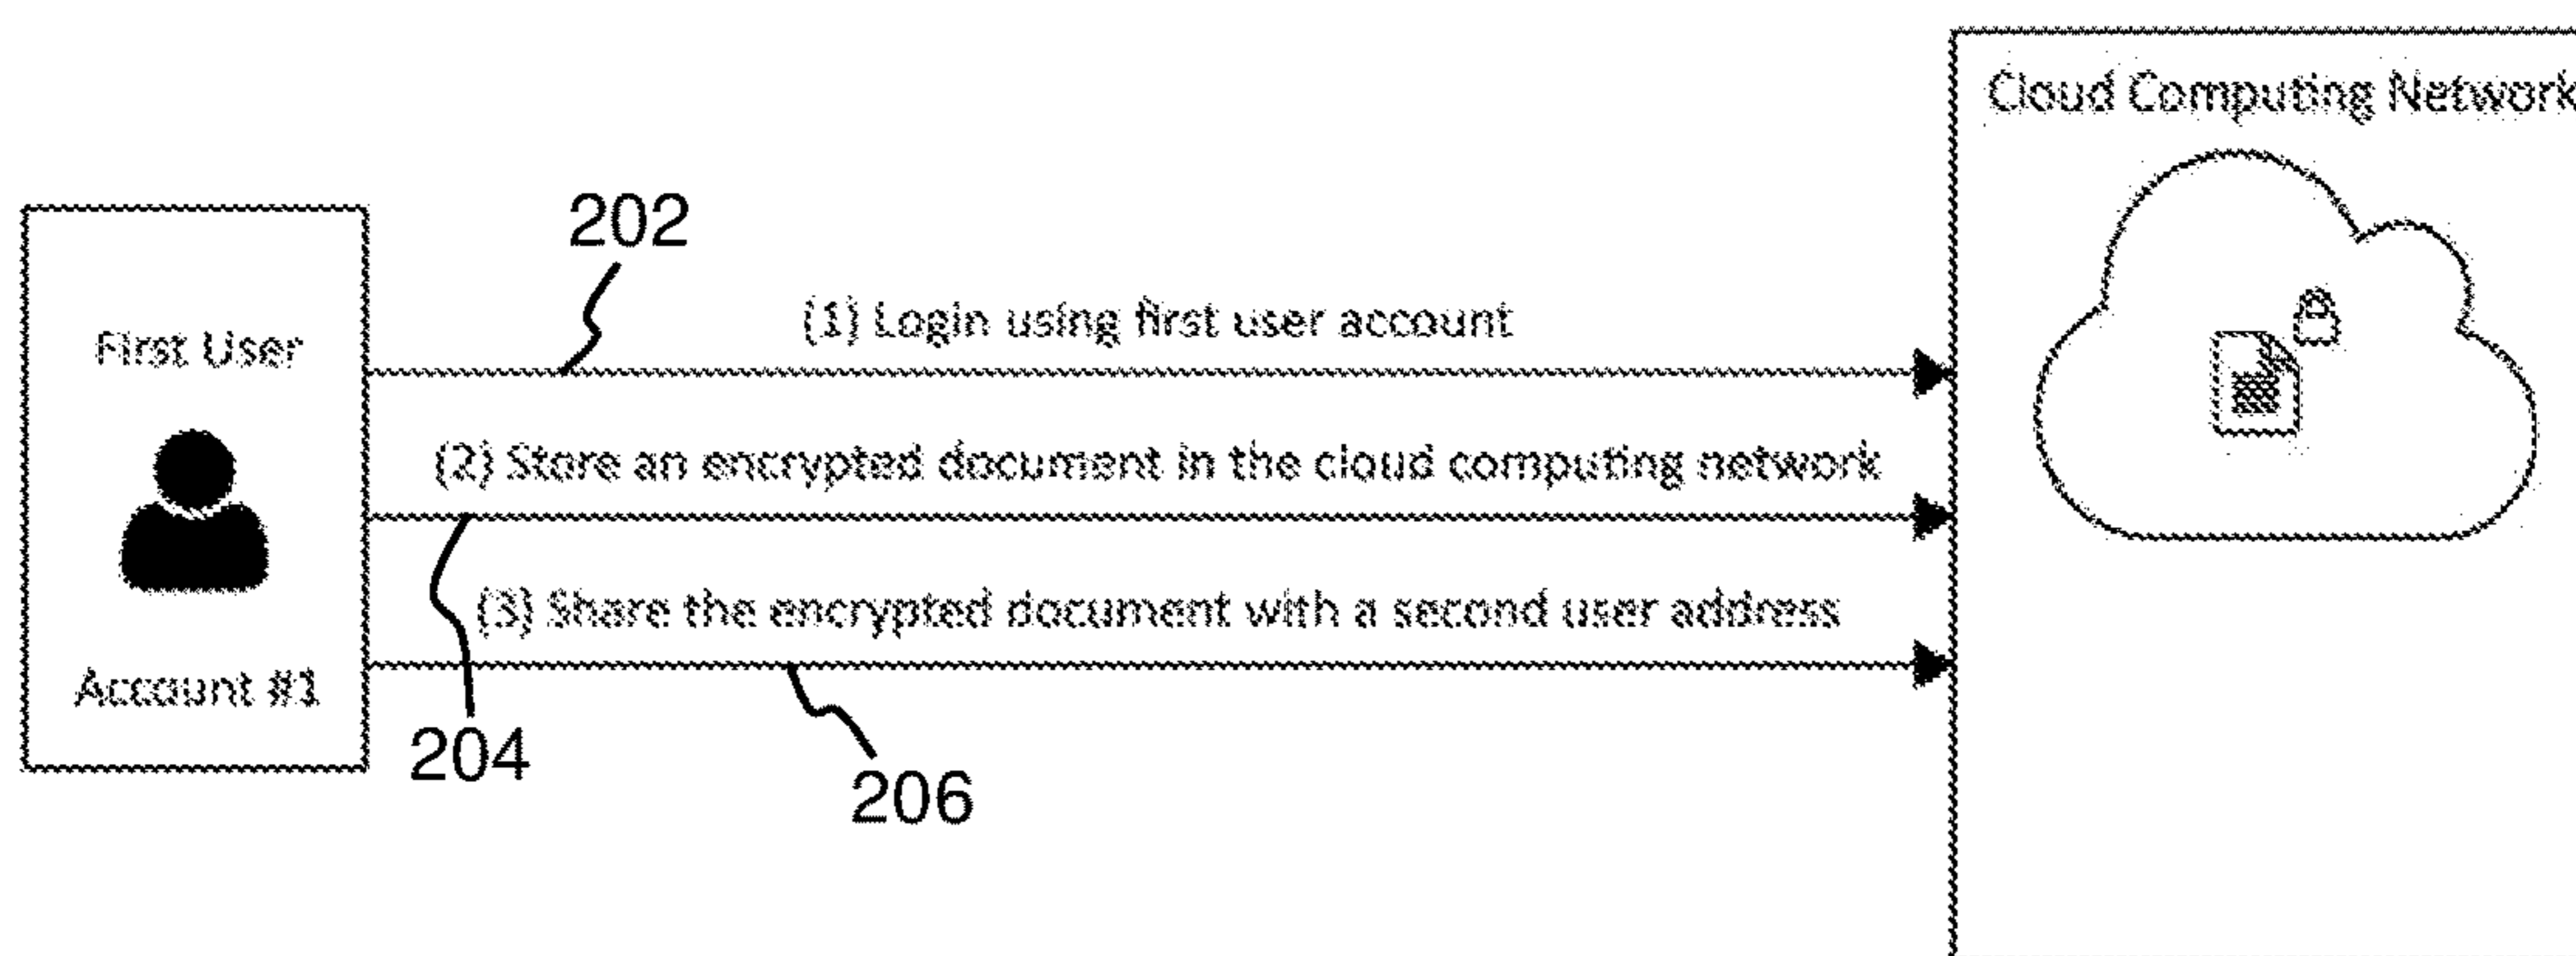 Cloud Computing Network
202
(1) Login using first user account
First User
(2) Store an encrypted document in the cloud computing network
(3) Share the encrypted document with a second user address
Account #1
204
206